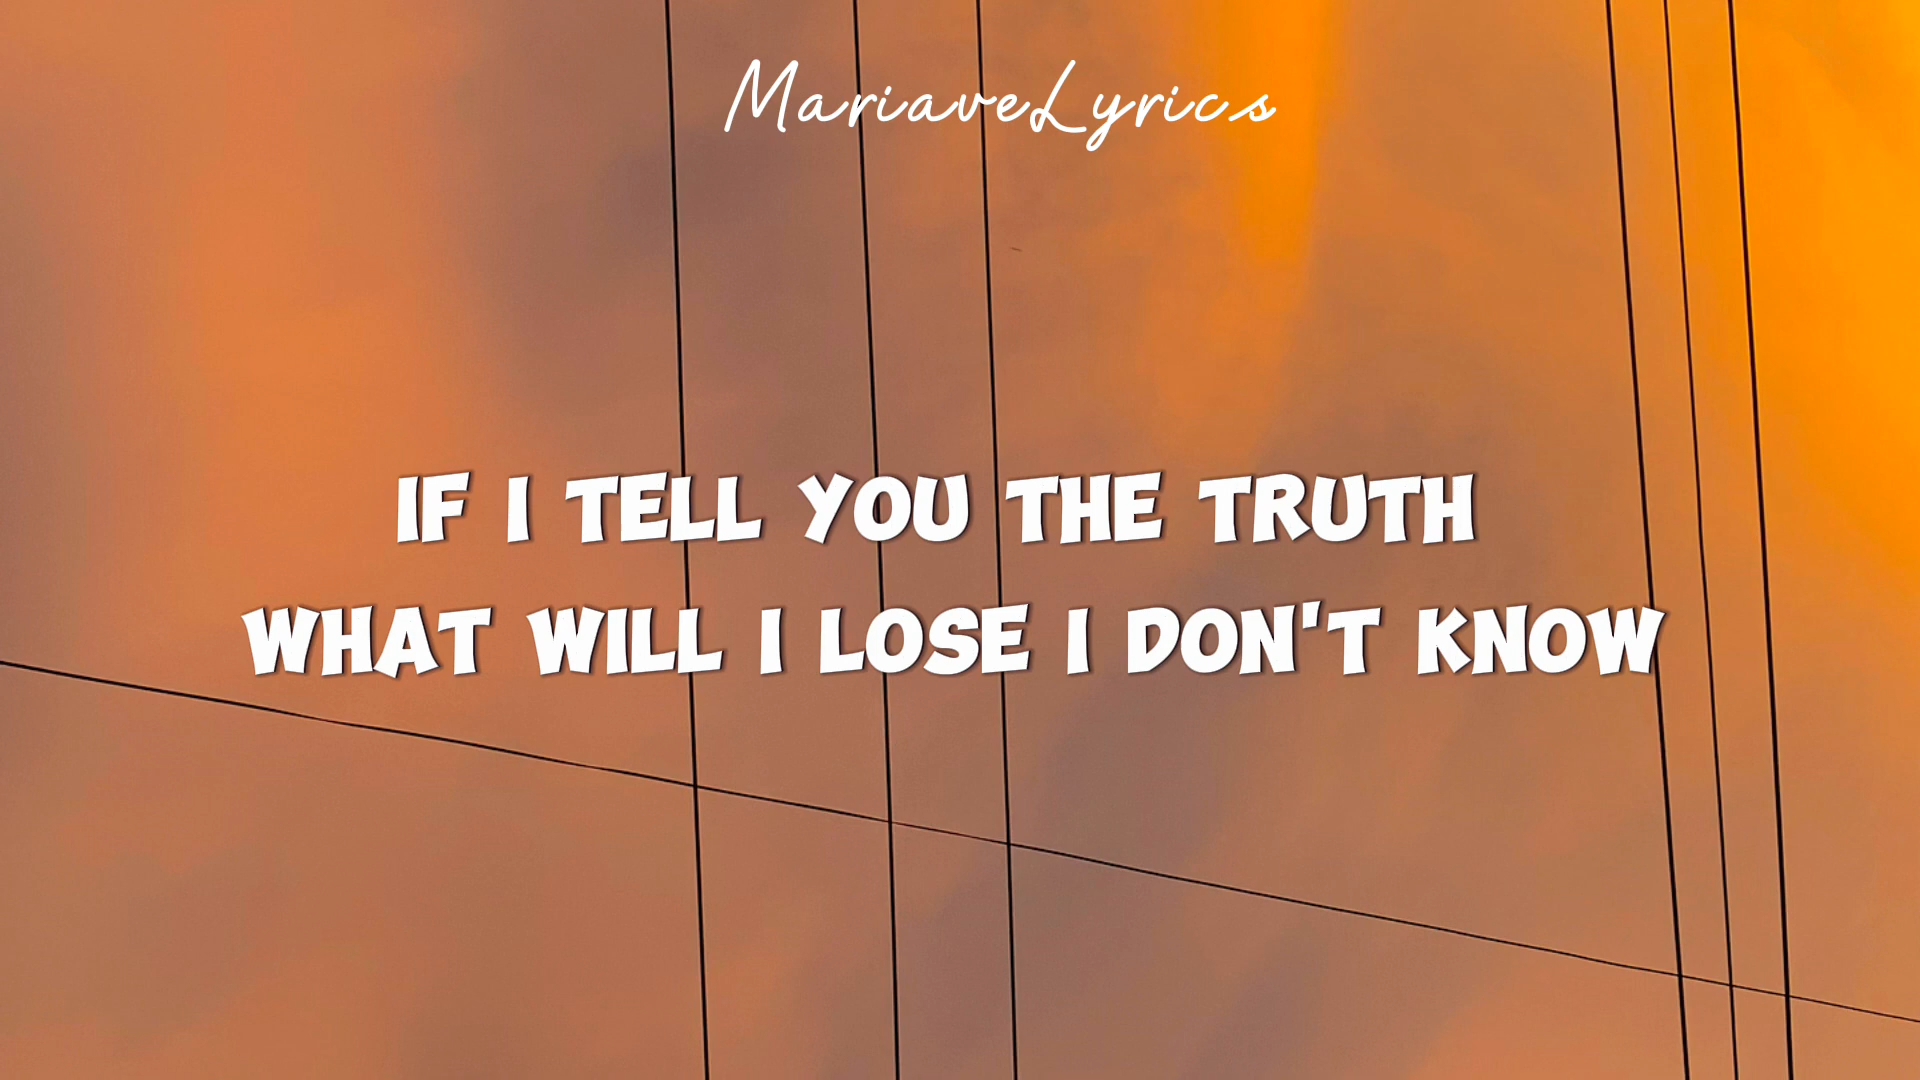 MariaveLyrics
IF I TELL YOU THE TRUTH
WHAT WILL I LOSE I DON'T KNOW